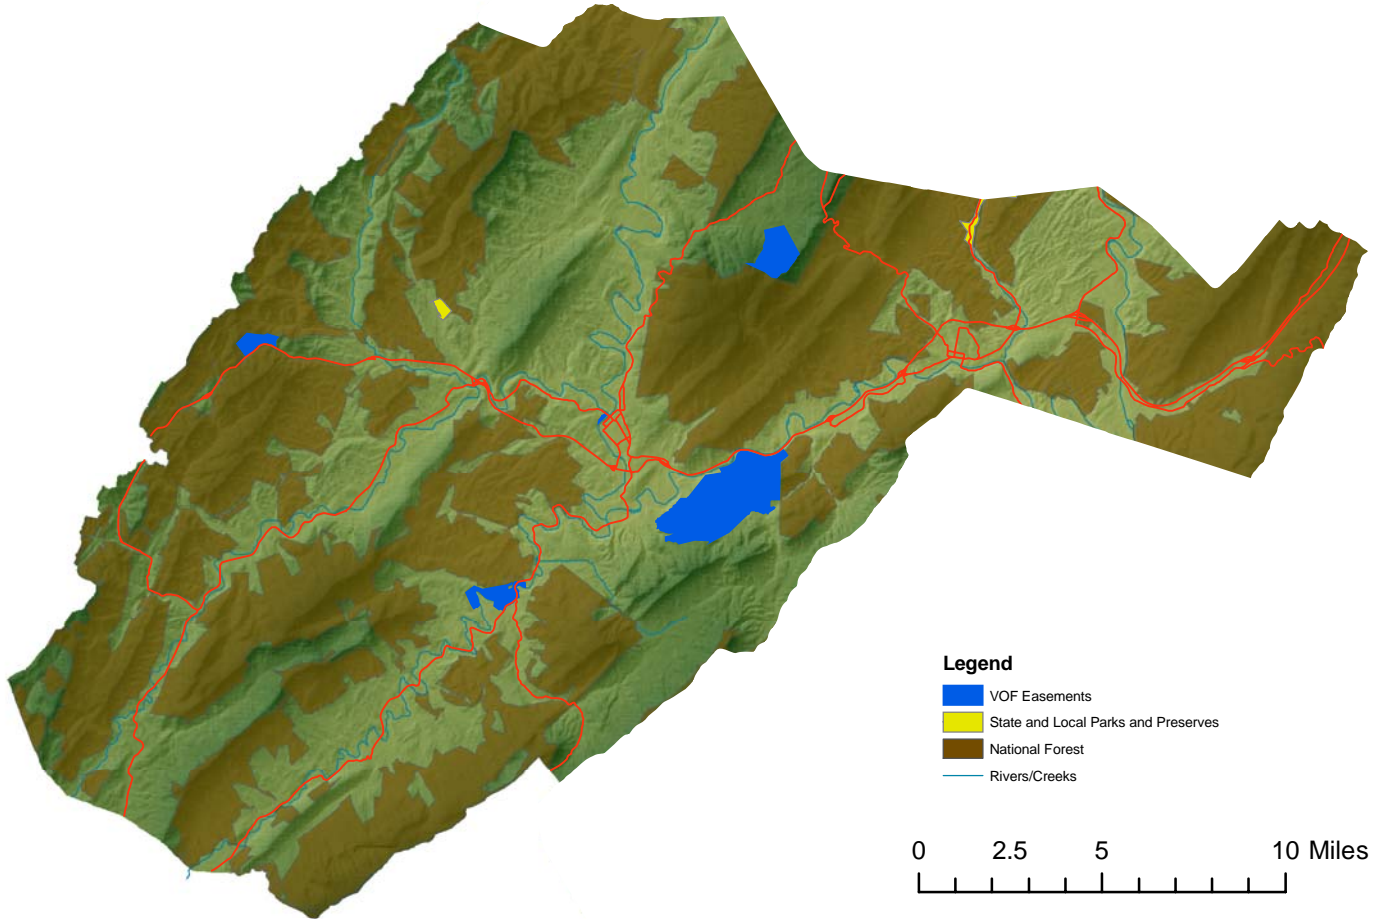 Legend
VOF Easements
State and Local Parks and Preserves
National Forest
Rivers/Creeks
0 2.5 5 10 Miles